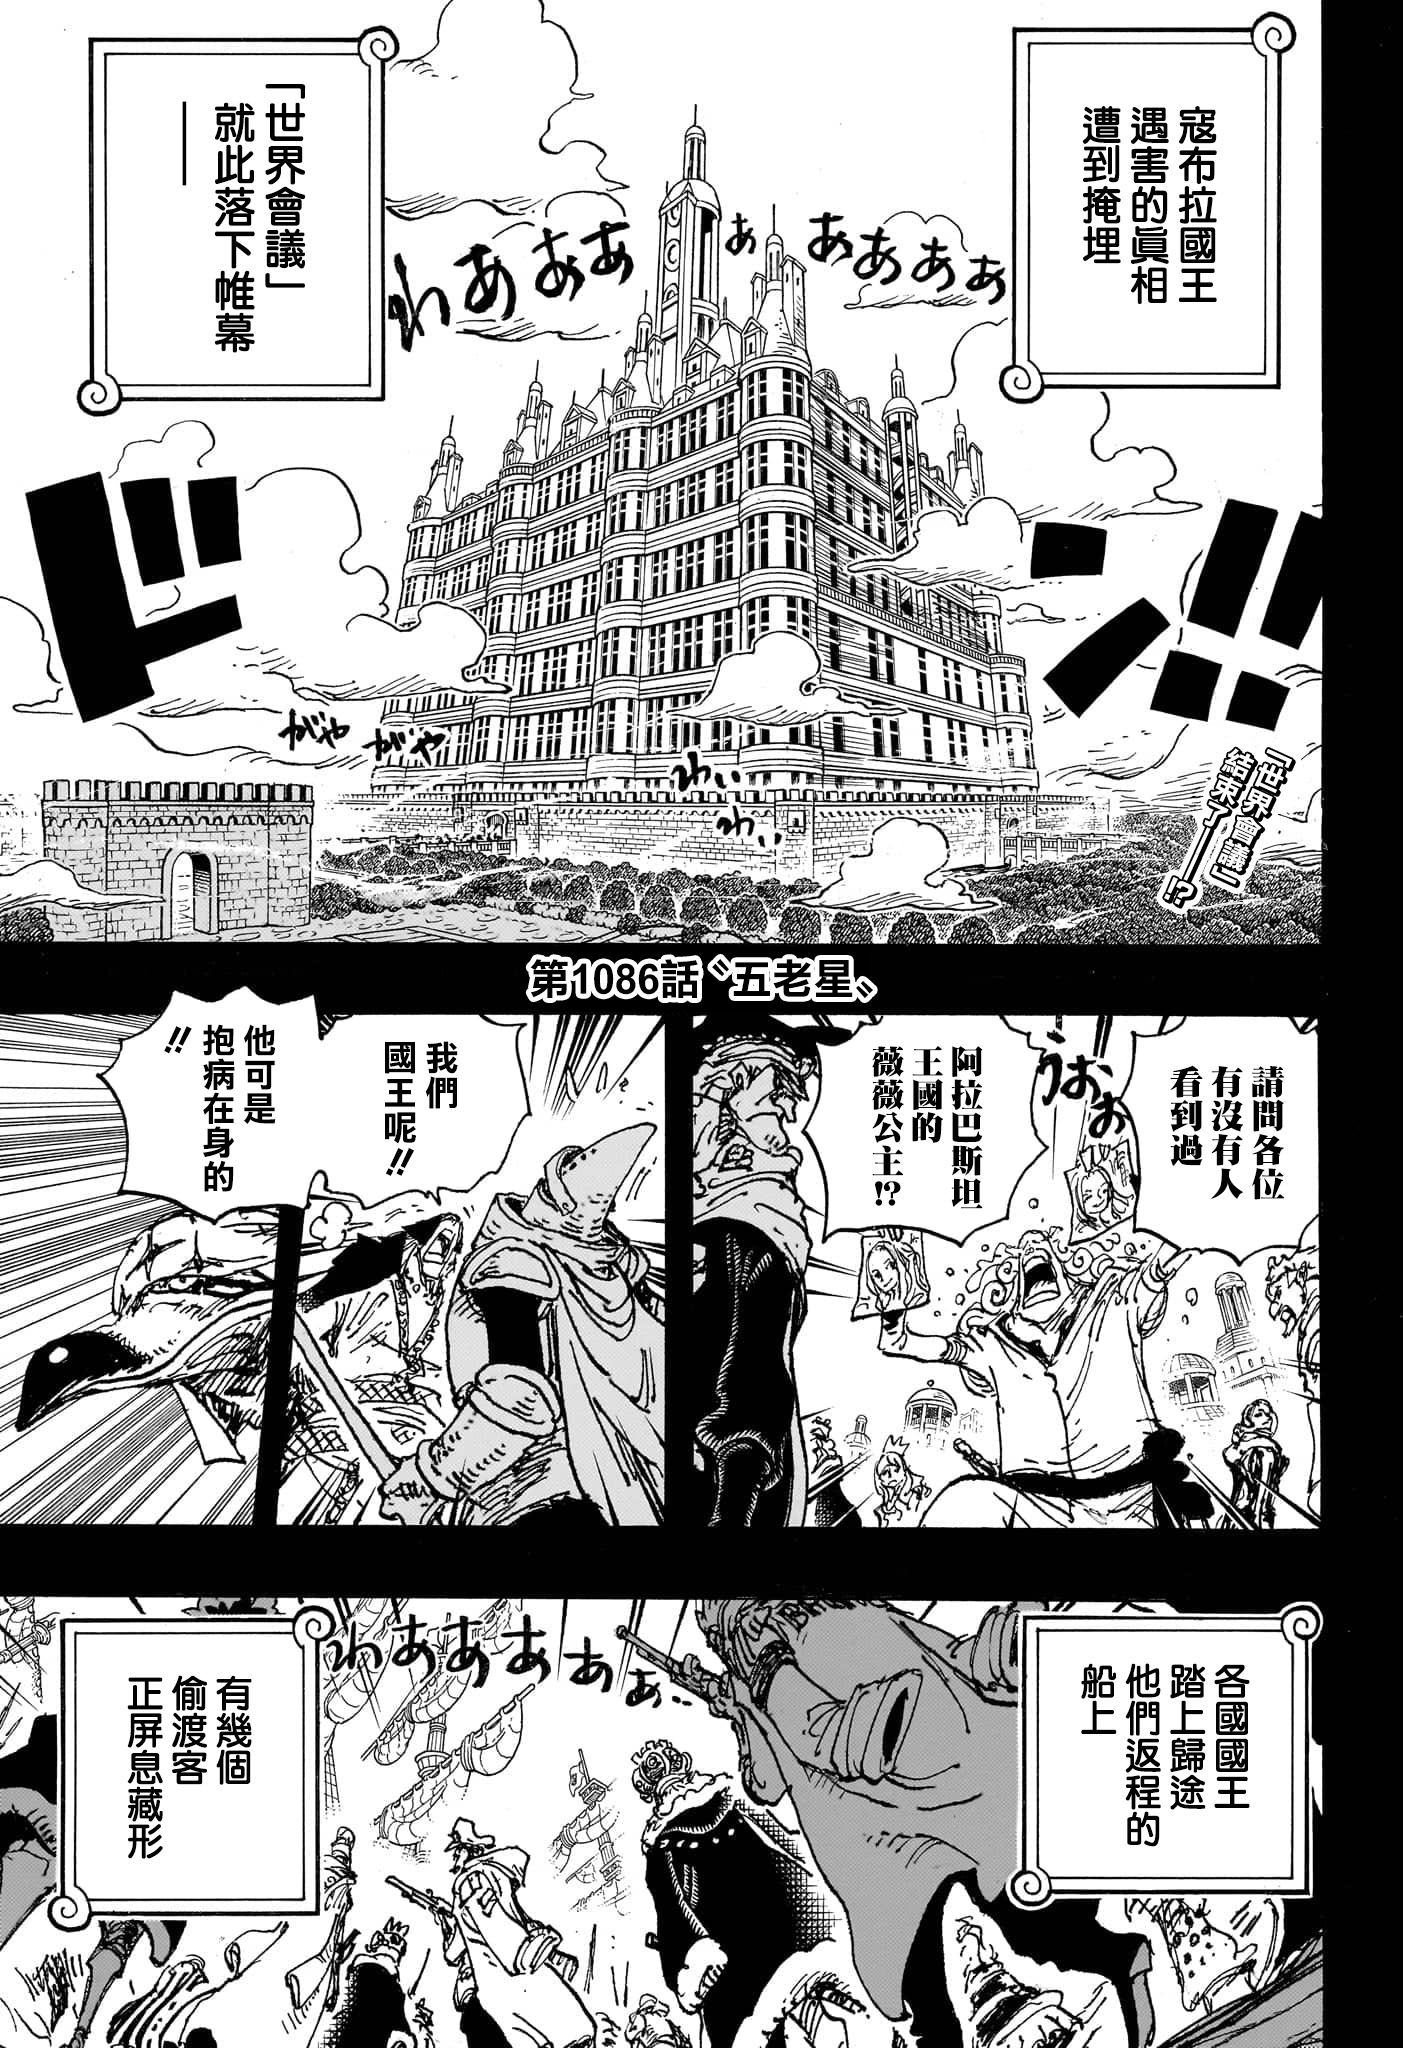 寇布拉國王
遇害的眞相
遭到掩埋
「世界會議」
就此落下帷幕
——
わあああ
ぁぁあああ
ドン!!
がや
がや
わい
わい
「世界會議」
結束了——!?
第1086話〝五老星〟
請問各位
有沒有人
看到過
うおお
阿拉巴斯坦
王國的
薇薇公主!?
我們
國王呢!!
他可是
抱病在身的
!!
各國國王
踏上歸途
他們返程的
船上
わああああぁ…
有幾個
偷渡客
正屏息藏形